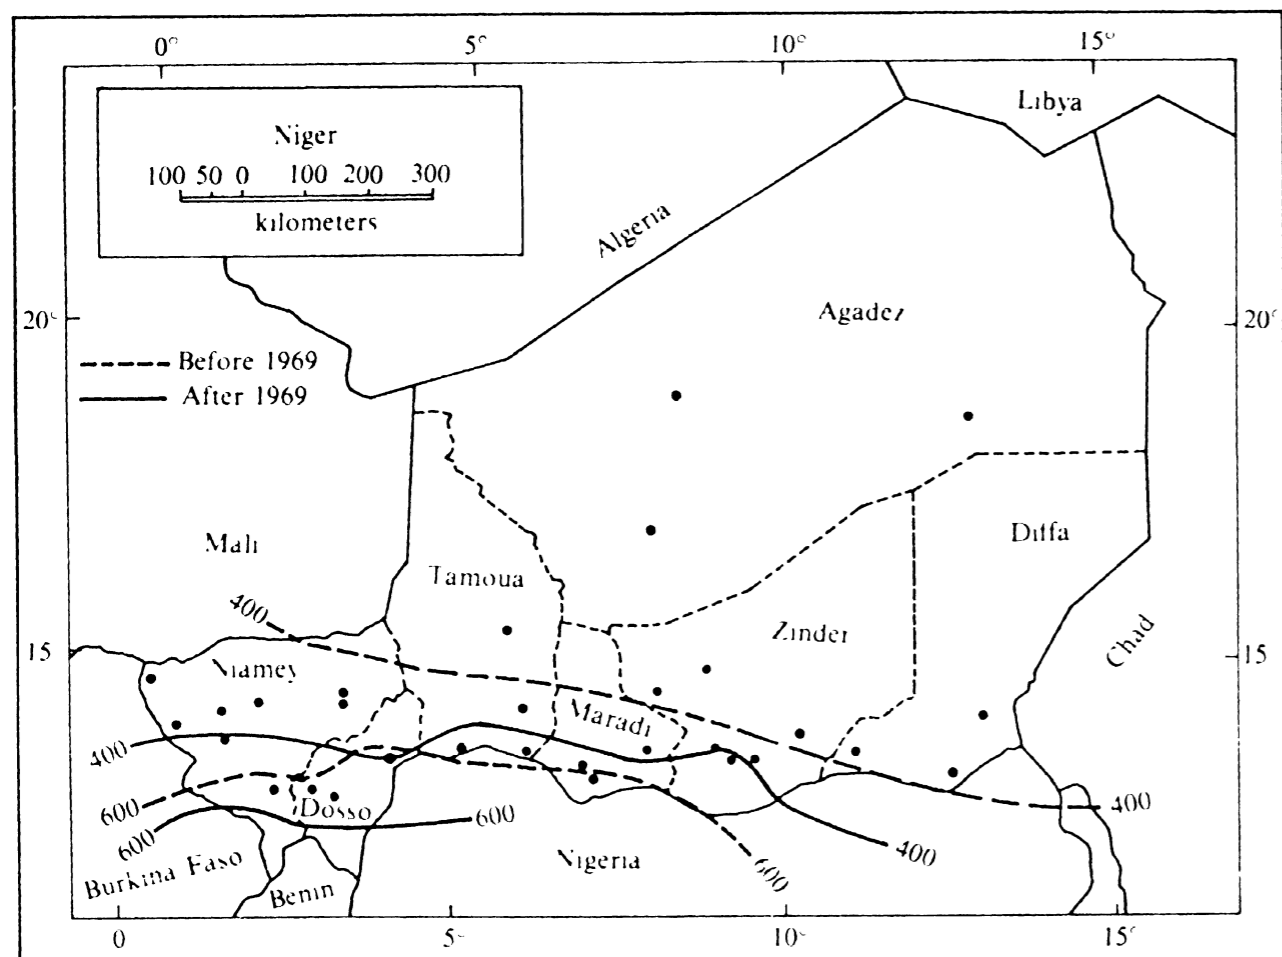 0° 5° 10° 15°
Libya
Niger
100 50 0 100 200 300
kilometers
Algeria
Agadez
20° 20°
Before 1969
After 1969
Mali
Diffa
Tamoua
400
Zinder
Chad
15 15
Niamey
Maradi
400
600
Dosso
400
600
600
Nigeria
400
600
Burkina Faso
Benin
0 5° 10° 15°